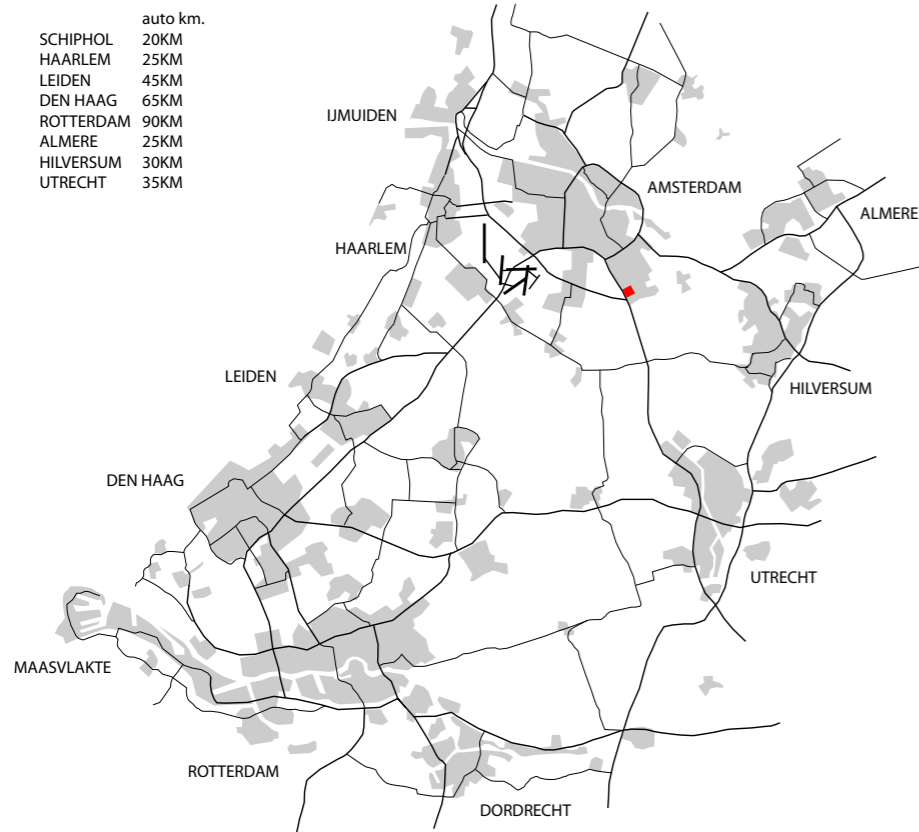 auto km.
SCHIPHOL 20KM
HAARLEM 25KM
LEIDEN 45KM
DEN HAAG 65KM
ROTTERDAM 90KM
ALMERE 25KM
HILVERSUM 30KM
UTRECHT 35KM
IJMUIDEN
AMSTERDAM
ALMERE
HAARLEM
LEIDEN
HILVERSUM
DEN HAAG
UTRECHT
MAASVLAKTE
ROTTERDAM
DORDRECHT